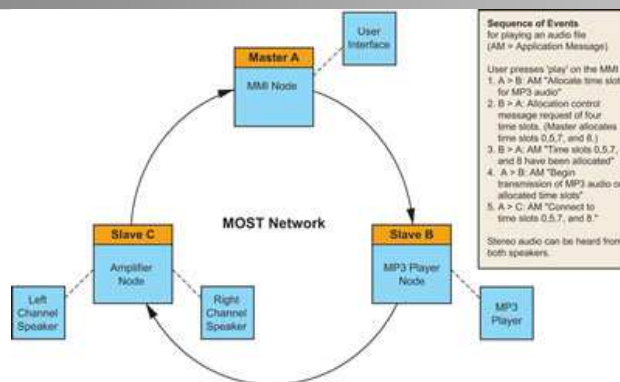 User
Interface
Master A
MMI Node
MOST Network
Slave C
Amplifier
Node
Left
Channel
Speaker
Right
Channel
Speaker
Slave B
MP3 Player
Node
MP3
Player
Sequence of Events
for playing an audio file
(AM = Application Message)
User presses 'play' on the MMI
1. A > B: AM "Allocate time slot
for MP3 audio"
2. B > A: Allocation control
message request of four
time slots. (Master allocates
time slots 0,5,7, and 8.)
3. B > A: AM "Time slots 0,5,7,
and 8 have been allocated"
4. A > B: AM "Begin
transmission of MP3 audio on
allocated time slots"
5. A > C: AM "Connect to
time slots 0,5,7, and 8."
Stereo audio can be heard from
both speakers.